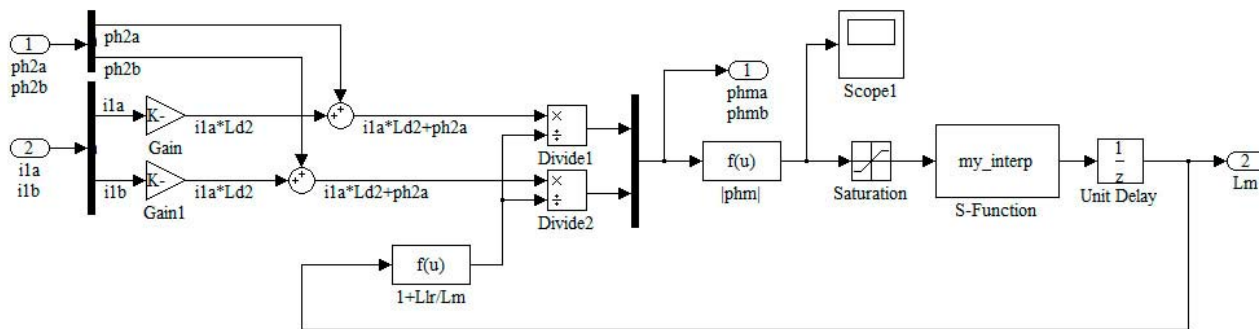 1
ph2a
ph2b
ph2a
ph2b
2
i1a
i1b
i1a
i1b
K-
Gain
K-
Gain1
i1a*Ld2
i1a*Ld2
+
+
+
+
i1a*Ld2+ph2a
i1a*Ld2+ph2a
×
÷
Divide1
×
÷
Divide2
f(u)
1+Llr/Lm
1
phma
phmb
f(u)
|phm|
Scope1
Saturation
my_interp
S-Function
1
z
Unit Delay
2
Lm